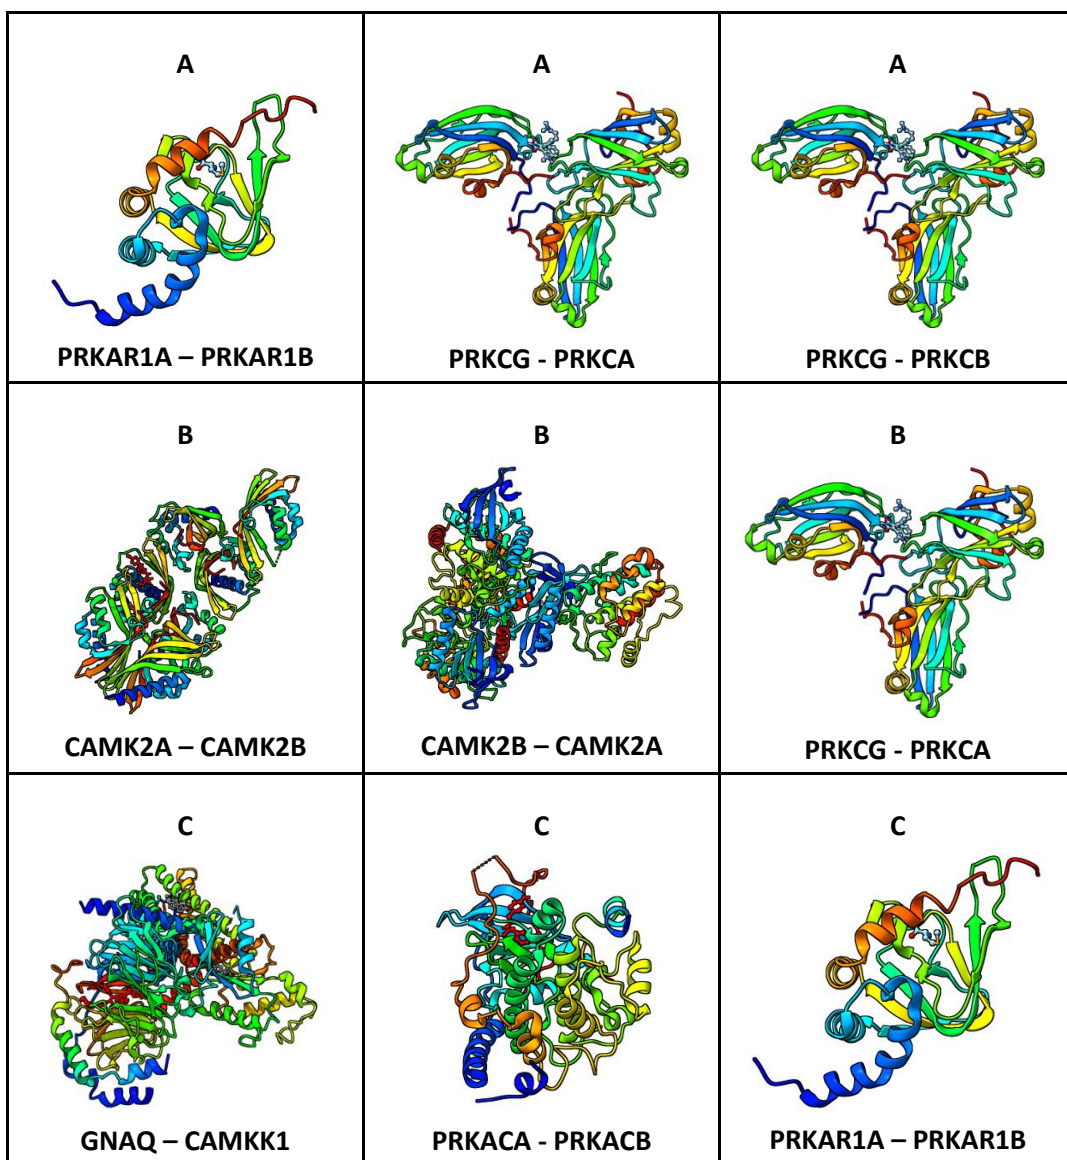 A
A
A
PRKAR1A – PRKAR1B
PRKCG - PRKCA
PRKCG - PRKCB
B
B
B
CAMK2A – CAMK2B
CAMK2B – CAMK2A
PRKCG - PRKCA
C
C
C
GNAQ – CAMKK1
PRKACA - PRKACB
PRKAR1A – PRKAR1B